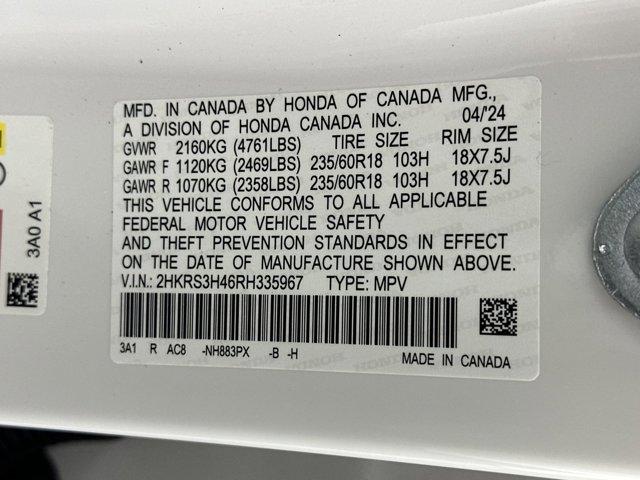 MFD. IN CANADA BY HONDA OF CANADA MFG.,
A DIVISION OF HONDA CANADA INC. 04/'24
GVWR 2160KG (4761LBS) TIRE SIZE RIM SIZE
GAWR F 1120KG (2469LBS) 235/60R18 103H 18X7.5J
GAWR R 1070KG (2358LBS) 235/60R18 103H 18X7.5J
THIS VEHICLE CONFORMS TO ALL APPLICABLE
FEDERAL MOTOR VEHICLE SAFETY
AND THEFT PREVENTION STANDARDS IN EFFECT
ON THE DATE OF MANUFACTURE SHOWN ABOVE.
V.I.N.: 2HKRS3H46RH335967 TYPE: MPV
3A1 R AC8 -NH883PX -B -H MADE IN CANADA
3A0 A1